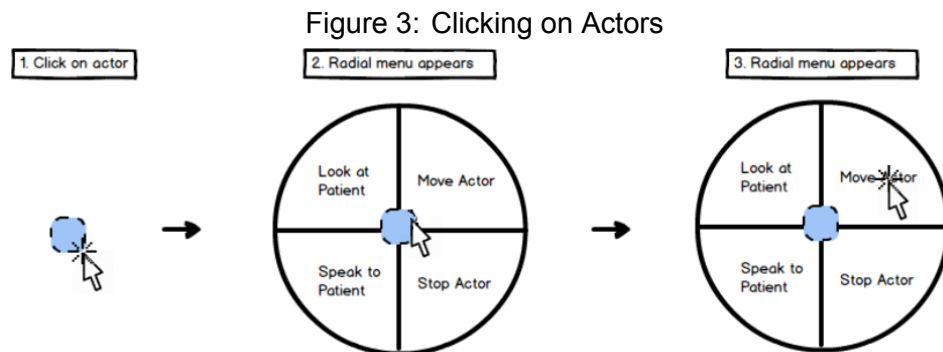 Figure 3: Clicking on Actors
1. Click on actor
2. Radial menu appears
3. Radial menu appears
Look at
Patient
Move Actor
Speak to
Patient
Stop Actor
Look at
Patient
Move Actor
Speak to
Patient
Stop Actor